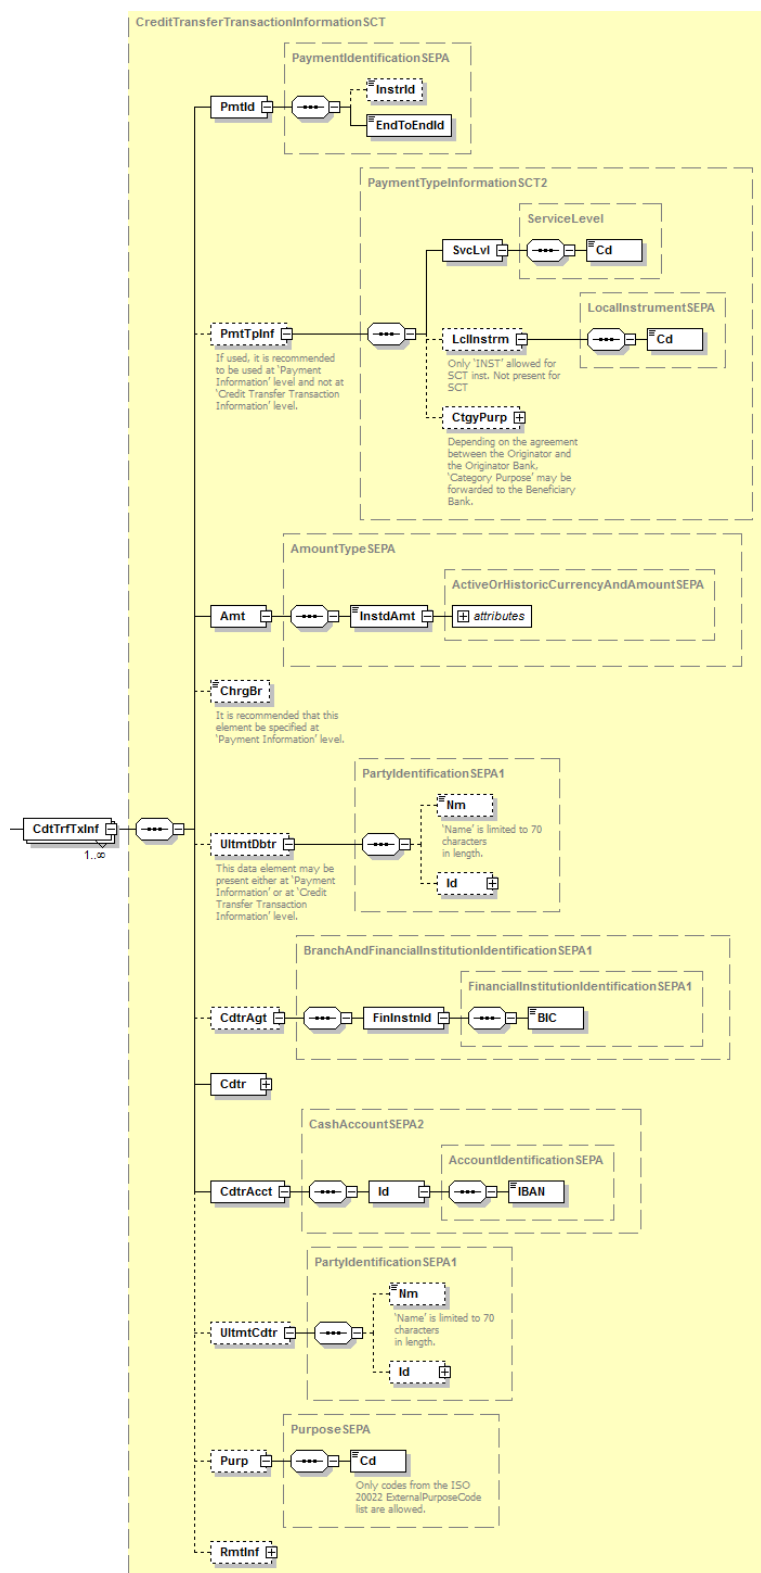 CreditTransferTransactionInformationSCT
PaymentIdentificationSEPA
InstrId
PmtId
EndToEndId
PaymentTypeInformationSCT2
ServiceLevel
SvcLvl
Cd
LocalInstrumentSEPA
PmtTpInf
LclInstrm
Cd
If used, it is recommended
to be used at ‘Payment
Information’ level and not at
‘Credit Transfer Transaction
Information’ level.
Only ‘INST’ allowed for
SCT inst. Not present for
SCT
CtgyPurp
Depending on the agreement
between the Originator and
the Originator Bank,
‘Category Purpose’ may be
forwarded to the Beneficiary
Bank.
AmountTypeSEPA
ActiveOrHistoricCurrencyAndAmountSEPA
Amt
InstdAmt
attributes
ChrgBr
It is recommended that this
element be specified at
‘Payment Information’ level.
PartyIdentificationSEPA1
Nm
‘Name’ is limited to 70
characters
in length.
CdtTrfTxInf
1..∞
UltmtDbtr
This data element may be
present either at ‘Payment
Information’ or at ‘Credit
Transfer Transaction
Information’ level.
Id
BranchAndFinancialInstitutionIdentificationSEPA1
FinancialInstitutionIdentificationSEPA1
CdtrAgt
FinInstnId
BIC
Cdtr
CashAccountSEPA2
AccountIdentificationSEPA
CdtrAcct
Id
IBAN
PartyIdentificationSEPA1
Nm
‘Name’ is limited to 70
characters
in length.
UltmtCdtr
Id
PurposeSEPA
Purp
Cd
Only codes from the ISO
20022 ExternalPurposeCode
list are allowed.
RmtInf